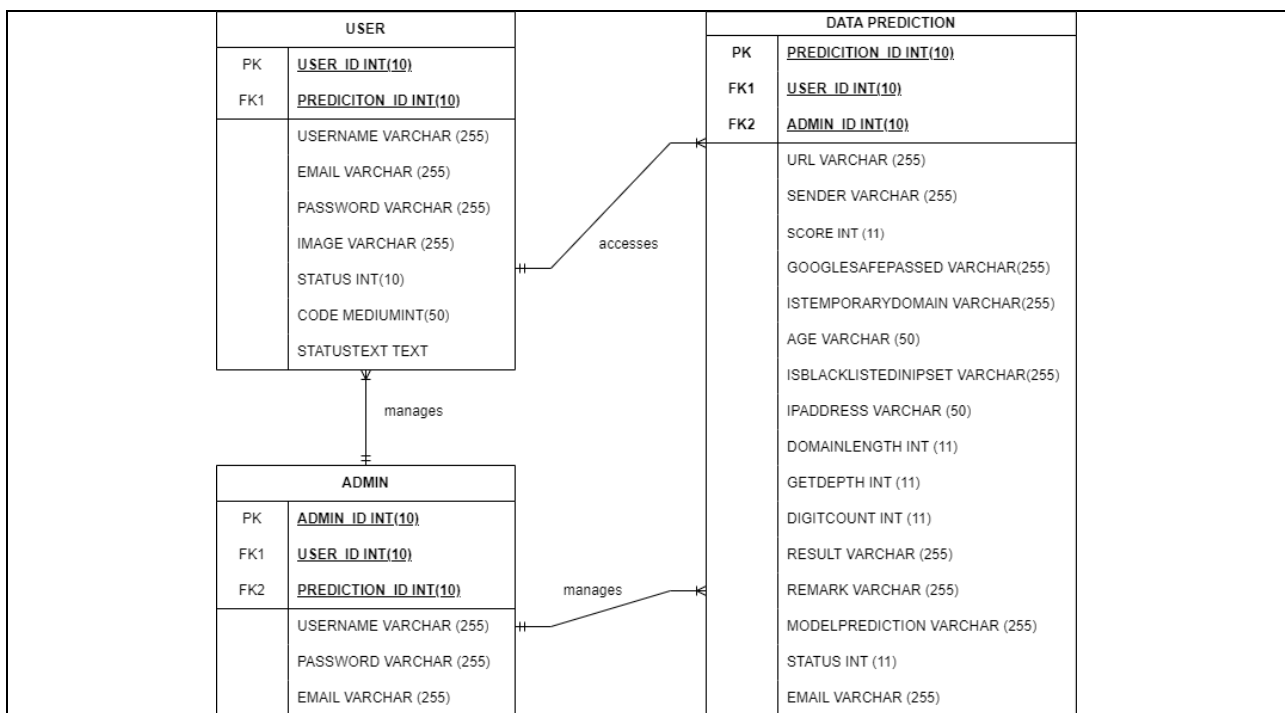 USER
PK USER_ID INT(10)
FK1 PREDICITON_ID INT(10)
USERNAME VARCHAR (255)
EMAIL VARCHAR (255)
PASSWORD VARCHAR (255)
IMAGE VARCHAR (255)
STATUS INT(10)
CODE MEDIUMINT(50)
STATUSTEXT TEXT
manages
ADMIN
PK ADMIN_ID INT(10)
FK1 USER_ID INT(10)
FK2 PREDICTION_ID INT(10)
USERNAME VARCHAR (255)
PASSWORD VARCHAR (255)
EMAIL VARCHAR (255)
accesses
manages
DATA PREDICTION
PK PREDICITION_ID INT(10)
FK1 USER_ID INT(10)
FK2 ADMIN_ID INT(10)
URL VARCHAR (255)
SENDER VARCHAR (255)
SCORE INT (11)
GOOGLESAFEPASSED VARCHAR(255)
ISTEMPORARYDOMAIN VARCHAR(255)
AGE VARCHAR (50)
ISBLACKLISTEDINIPSET VARCHAR(255)
IPADDRESS VARCHAR (50)
DOMAINLENGTH INT (11)
GETDEPTH INT (11)
DIGITCOUNT INT (11)
RESULT VARCHAR (255)
REMARK VARCHAR (255)
MODELPREDICTION VARCHAR (255)
STATUS INT (11)
EMAIL VARCHAR (255)